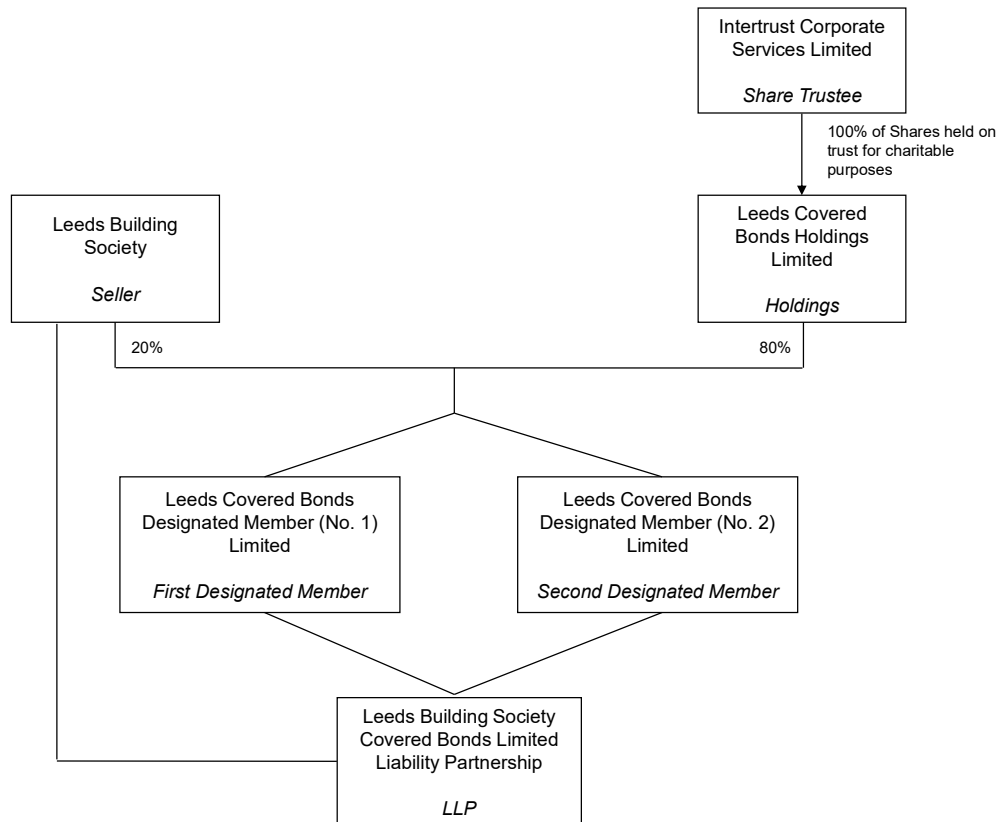 Intertrust Corporate
Services Limited
Share Trustee
100% of Shares held on
trust for charitable
purposes
Leeds Building
Society
Seller
Leeds Covered
Bonds Holdings
Limited
Holdings
20%
80%
Leeds Covered Bonds
Designated Member (No. 1)
Limited
First Designated Member
Leeds Covered Bonds
Designated Member (No. 2)
Limited
Second Designated Member
Leeds Building Society
Covered Bonds Limited
Liability Partnership
LLP